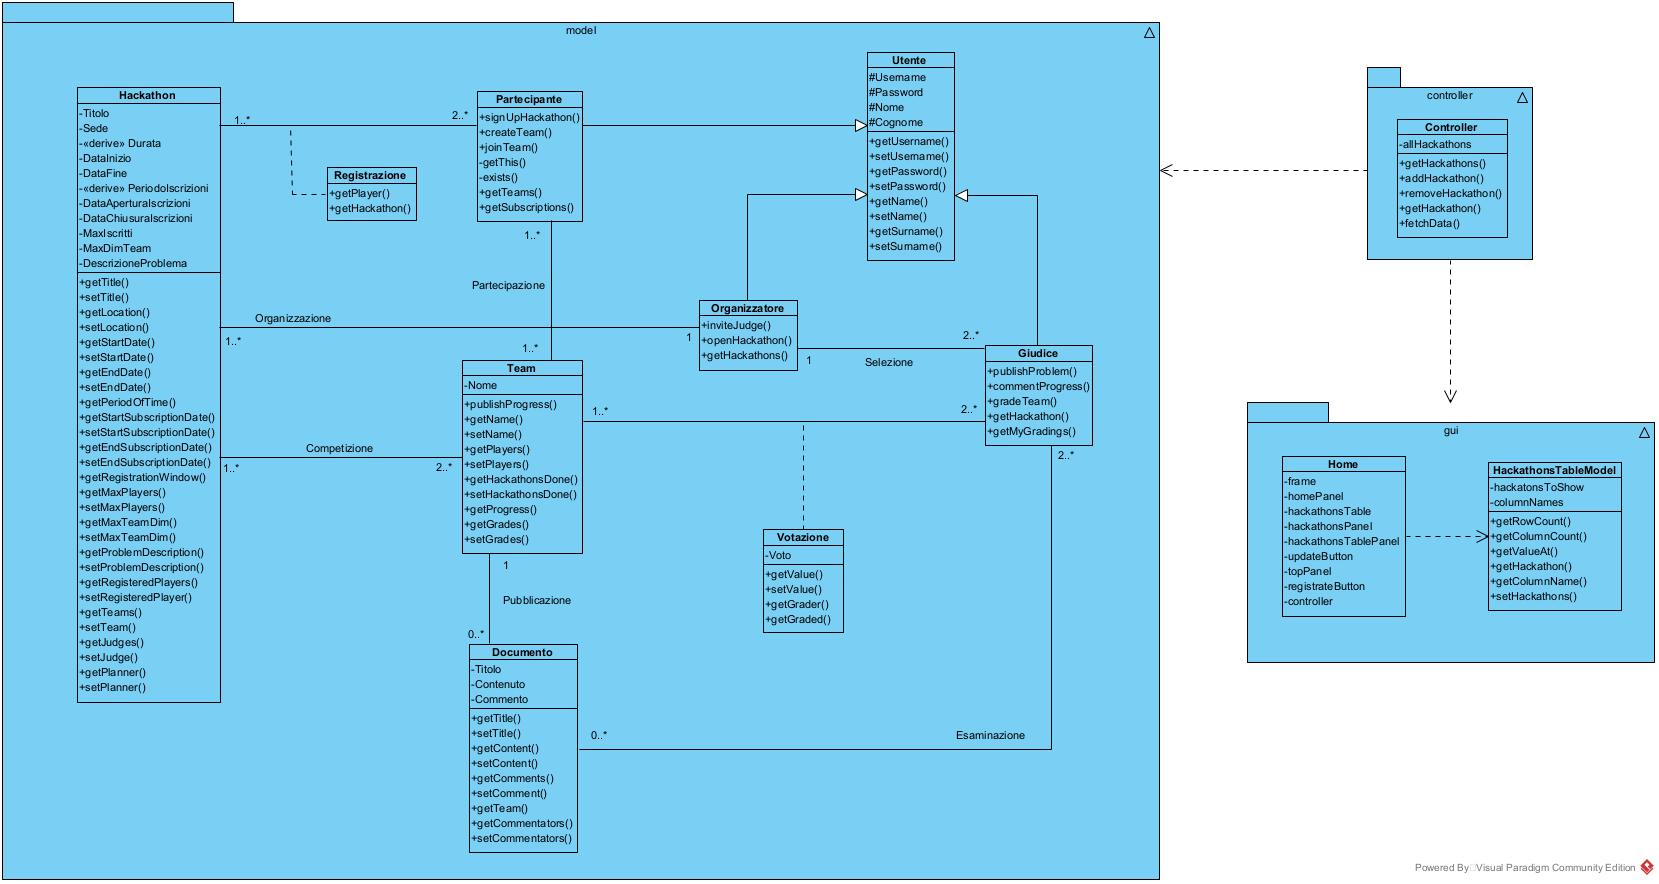 model
Hackathon
-Titolo
-Sede
-«derive» Durata
-DataInizio
-DataFine
-«derive» PeriodoIscrizioni
-DataAperturaIscrizioni
-DataChiusuraIscrizioni
-MaxIscritti
-MaxDimTeam
-DescrizioneProblema
+getTitle()
+setTitle()
+getLocation()
+setLocation()
+getStartDate()
+setStartDate()
+getEndDate()
+setEndDate()
+getPeriodOfTime()
+getStartSubscriptionDate()
+setStartSubscriptionDate()
+getEndSubscriptionDate()
+setEndSubscriptionDate()
+getRegistrationWindow()
+getMaxPlayers()
+setMaxPlayers()
+getMaxTeamDim()
+setMaxTeamDim()
+getProblemDescription()
+setProblemDescription()
+getRegisteredPlayers()
+setRegisteredPlayer()
+getTeams()
+setTeam()
+getJudges()
+setJudge()
+getPlanner()
+setPlanner()
1..*
2..*
Registrazione
+getPlayer()
+getHackathon()
Partecipante
+signUpHackathon()
+createTeam()
+joinTeam()
-getThis()
-exists()
+getTeams()
+getSubscriptions()
1..*
Partecipazione
1..*
Utente
#Username
#Password
#Nome
#Cognome
+getUsername()
+setUsername()
+getPassword()
+setPassword()
+getName()
+setName()
+getSurname()
+setSurname()
Organizzazione
1..*
1
Organizzatore
+inviteJudge()
+openHackathon()
+getHackathons()
1
Selezione
2..*
Giudice
+publishProblem()
+commentProgress()
+gradeTeam()
+getHackathon()
+getMyGradings()
Team
-Nome
+publishProgress()
+getName()
+setName()
+getPlayers()
+setPlayers()
+getHackathonsDone()
+setHackathonsDone()
+getProgress()
+getGrades()
+setGrades()
1..*
2..*
Competizione
1..*
2..*
Votazione
-Voto
+getValue()
+setValue()
+getGrader()
+getGraded()
2..*
1
Pubblicazione
0..*
Documento
-Titolo
-Contenuto
-Commento
+getTitle()
+setTitle()
+getContent()
+setContent()
+getComments()
+setComment()
+getTeam()
+getCommentators()
+setCommentators()
0..*
Esaminazione
controller
Controller
-allHackathons
+getHackathons()
+addHackathon()
+removeHackathon()
+getHackathon()
+fetchData()
gui
Home
-frame
-homePanel
-hackathonsTable
-hackathonsPanel
-hackathonsTablePanel
-updateButton
-topPanel
-registrateButton
-controller
HackathonsTableModel
-hackatonsToShow
-columnNames
+getRowCount()
+getColumnCount()
+getValueAt()
+getHackathon()
+getColumnName()
+setHackathons()
Powered By Visual Paradigm Community Edition